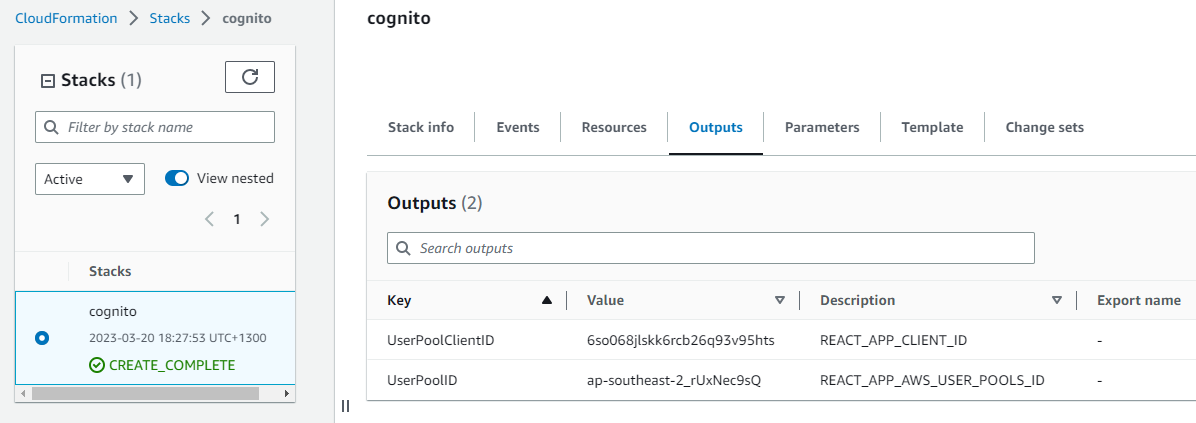 CloudFormation > Stacks > cognito
Stacks (1)
Filter by stack name
Active
View nested
1
Stacks
cognito
2023-03-20 18:27:53 UTC+1300
CREATE_COMPLETE
cognito
Stack info Events Resources Outputs Parameters Template Change sets
Outputs (2)
Search outputs
Key Value Description Export name
UserPoolClientID 6so068jlskk6rcb26q93v95hts REACT_APP_CLIENT_ID -
UserPoolID ap-southeast-2_rUxNec9sQ REACT_APP_AWS_USER_POOLS_ID -